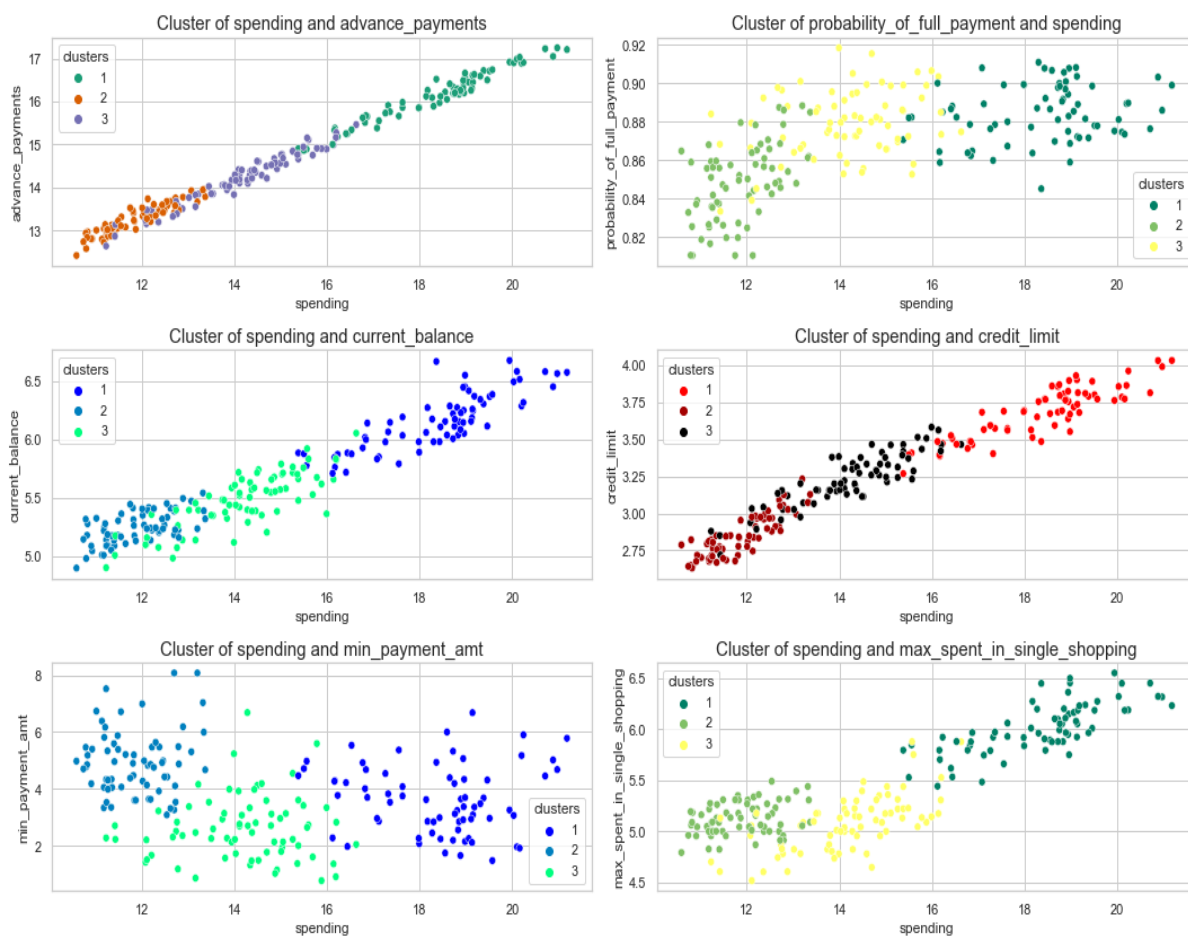 Cluster of spending and advance_payments
clusters
1
2
3
17
16
15
14
13
advance_payments
12 14 16 18 20
spending
Cluster of probability_of_full_payment and spending
0.92
0.90
0.88
0.86
0.84
0.82
probability_of_full_payment
clusters
1
2
3
12 14 16 18 20
spending
Cluster of spending and current_balance
clusters
1
2
3
6.5
6.0
5.5
5.0
current_balance
12 14 16 18 20
spending
Cluster of spending and credit_limit
clusters
1
2
3
4.00
3.75
3.50
3.25
3.00
2.75
credit_limit
12 14 16 18 20
spending
Cluster of spending and min_payment_amt
8
6
4
2
min_payment_amt
clusters
1
2
3
12 14 16 18 20
spending
Cluster of spending and max_spent_in_single_shopping
clusters
1
2
3
6.5
6.0
5.5
5.0
4.5
max_spent_in_single_shopping
12 14 16 18 20
spending